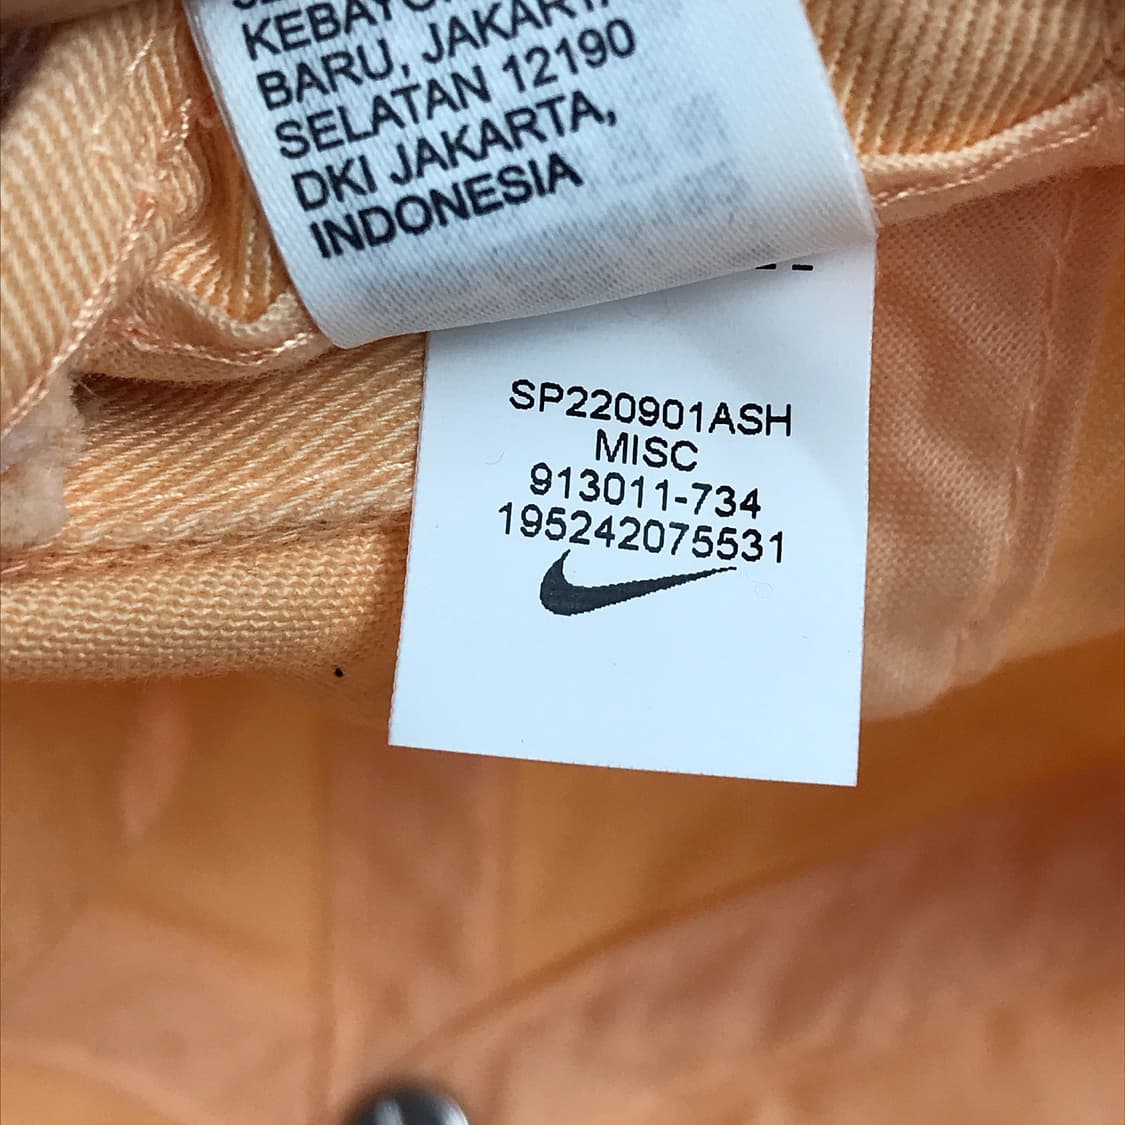 KEBAYO
BARU, JAKART
SELATAN 12190
DKI JAKARTA,
INDONESIA
SP220901ASH
MISC
913011-734
195242075531